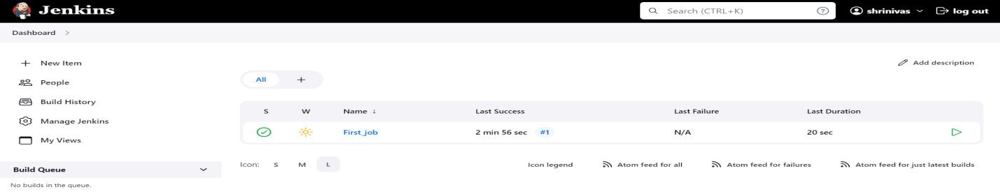 Jenkins
Search (CTRL+K) ?
shrinivas
log out
Dashboard
New Item
People
Build History
Manage Jenkins
My Views
Build Queue
No builds in the queue.
Add description
All +
S W Name ↓ Last Success Last Failure Last Duration
First_job 2 min 56 sec #1 N/A 20 sec
Icon: S M L
Icon legend Atom feed for all Atom feed for failures Atom feed for just latest builds